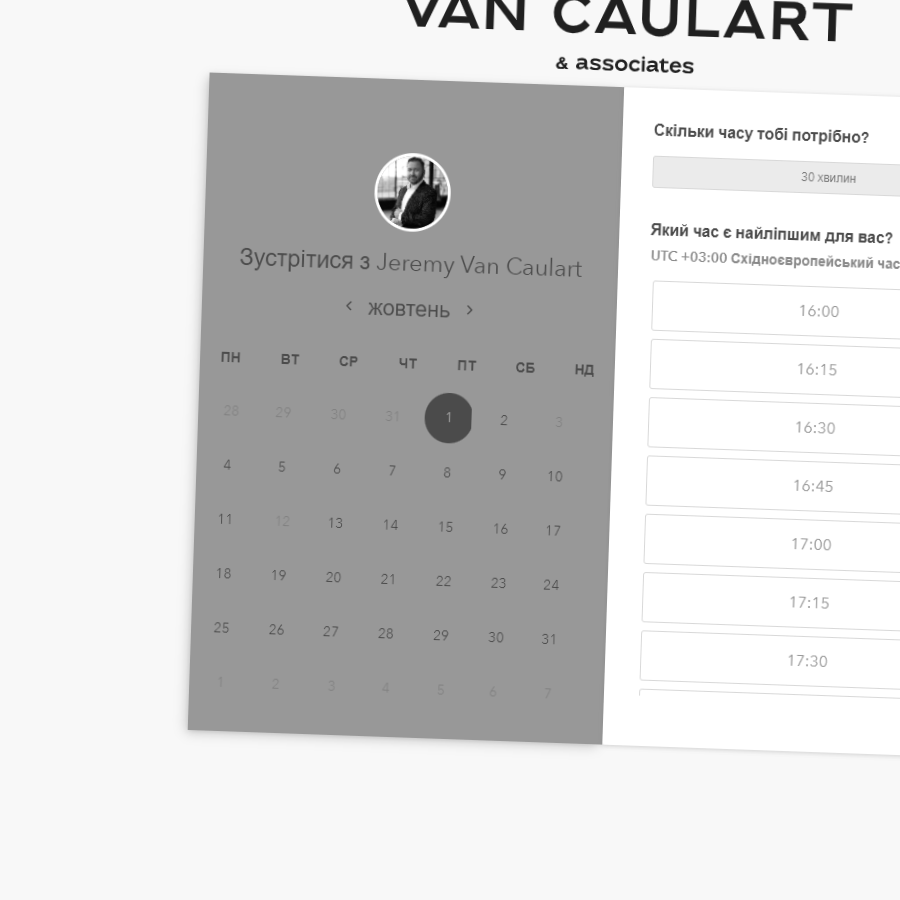 VAN CAULART
& associates
Зустрітися з Jeremy Van Caulart
‹ жовтень ›
ПН ВТ СР ЧТ ПТ СБ НД
28 29 30 31 1 2 3
4 5 6 7 8 9 10
11 12 13 14 15 16 17
18 19 20 21 22 23 24
25 26 27 28 29 30 31
1 2 3 4 5 6 7
Скільки часу тобі потрібно?
30 хвилин
Який час є найліпшим для вас?
UTC +03:00 Східноєвропейський час
16:00
16:15
16:30
16:45
17:00
17:15
17:30